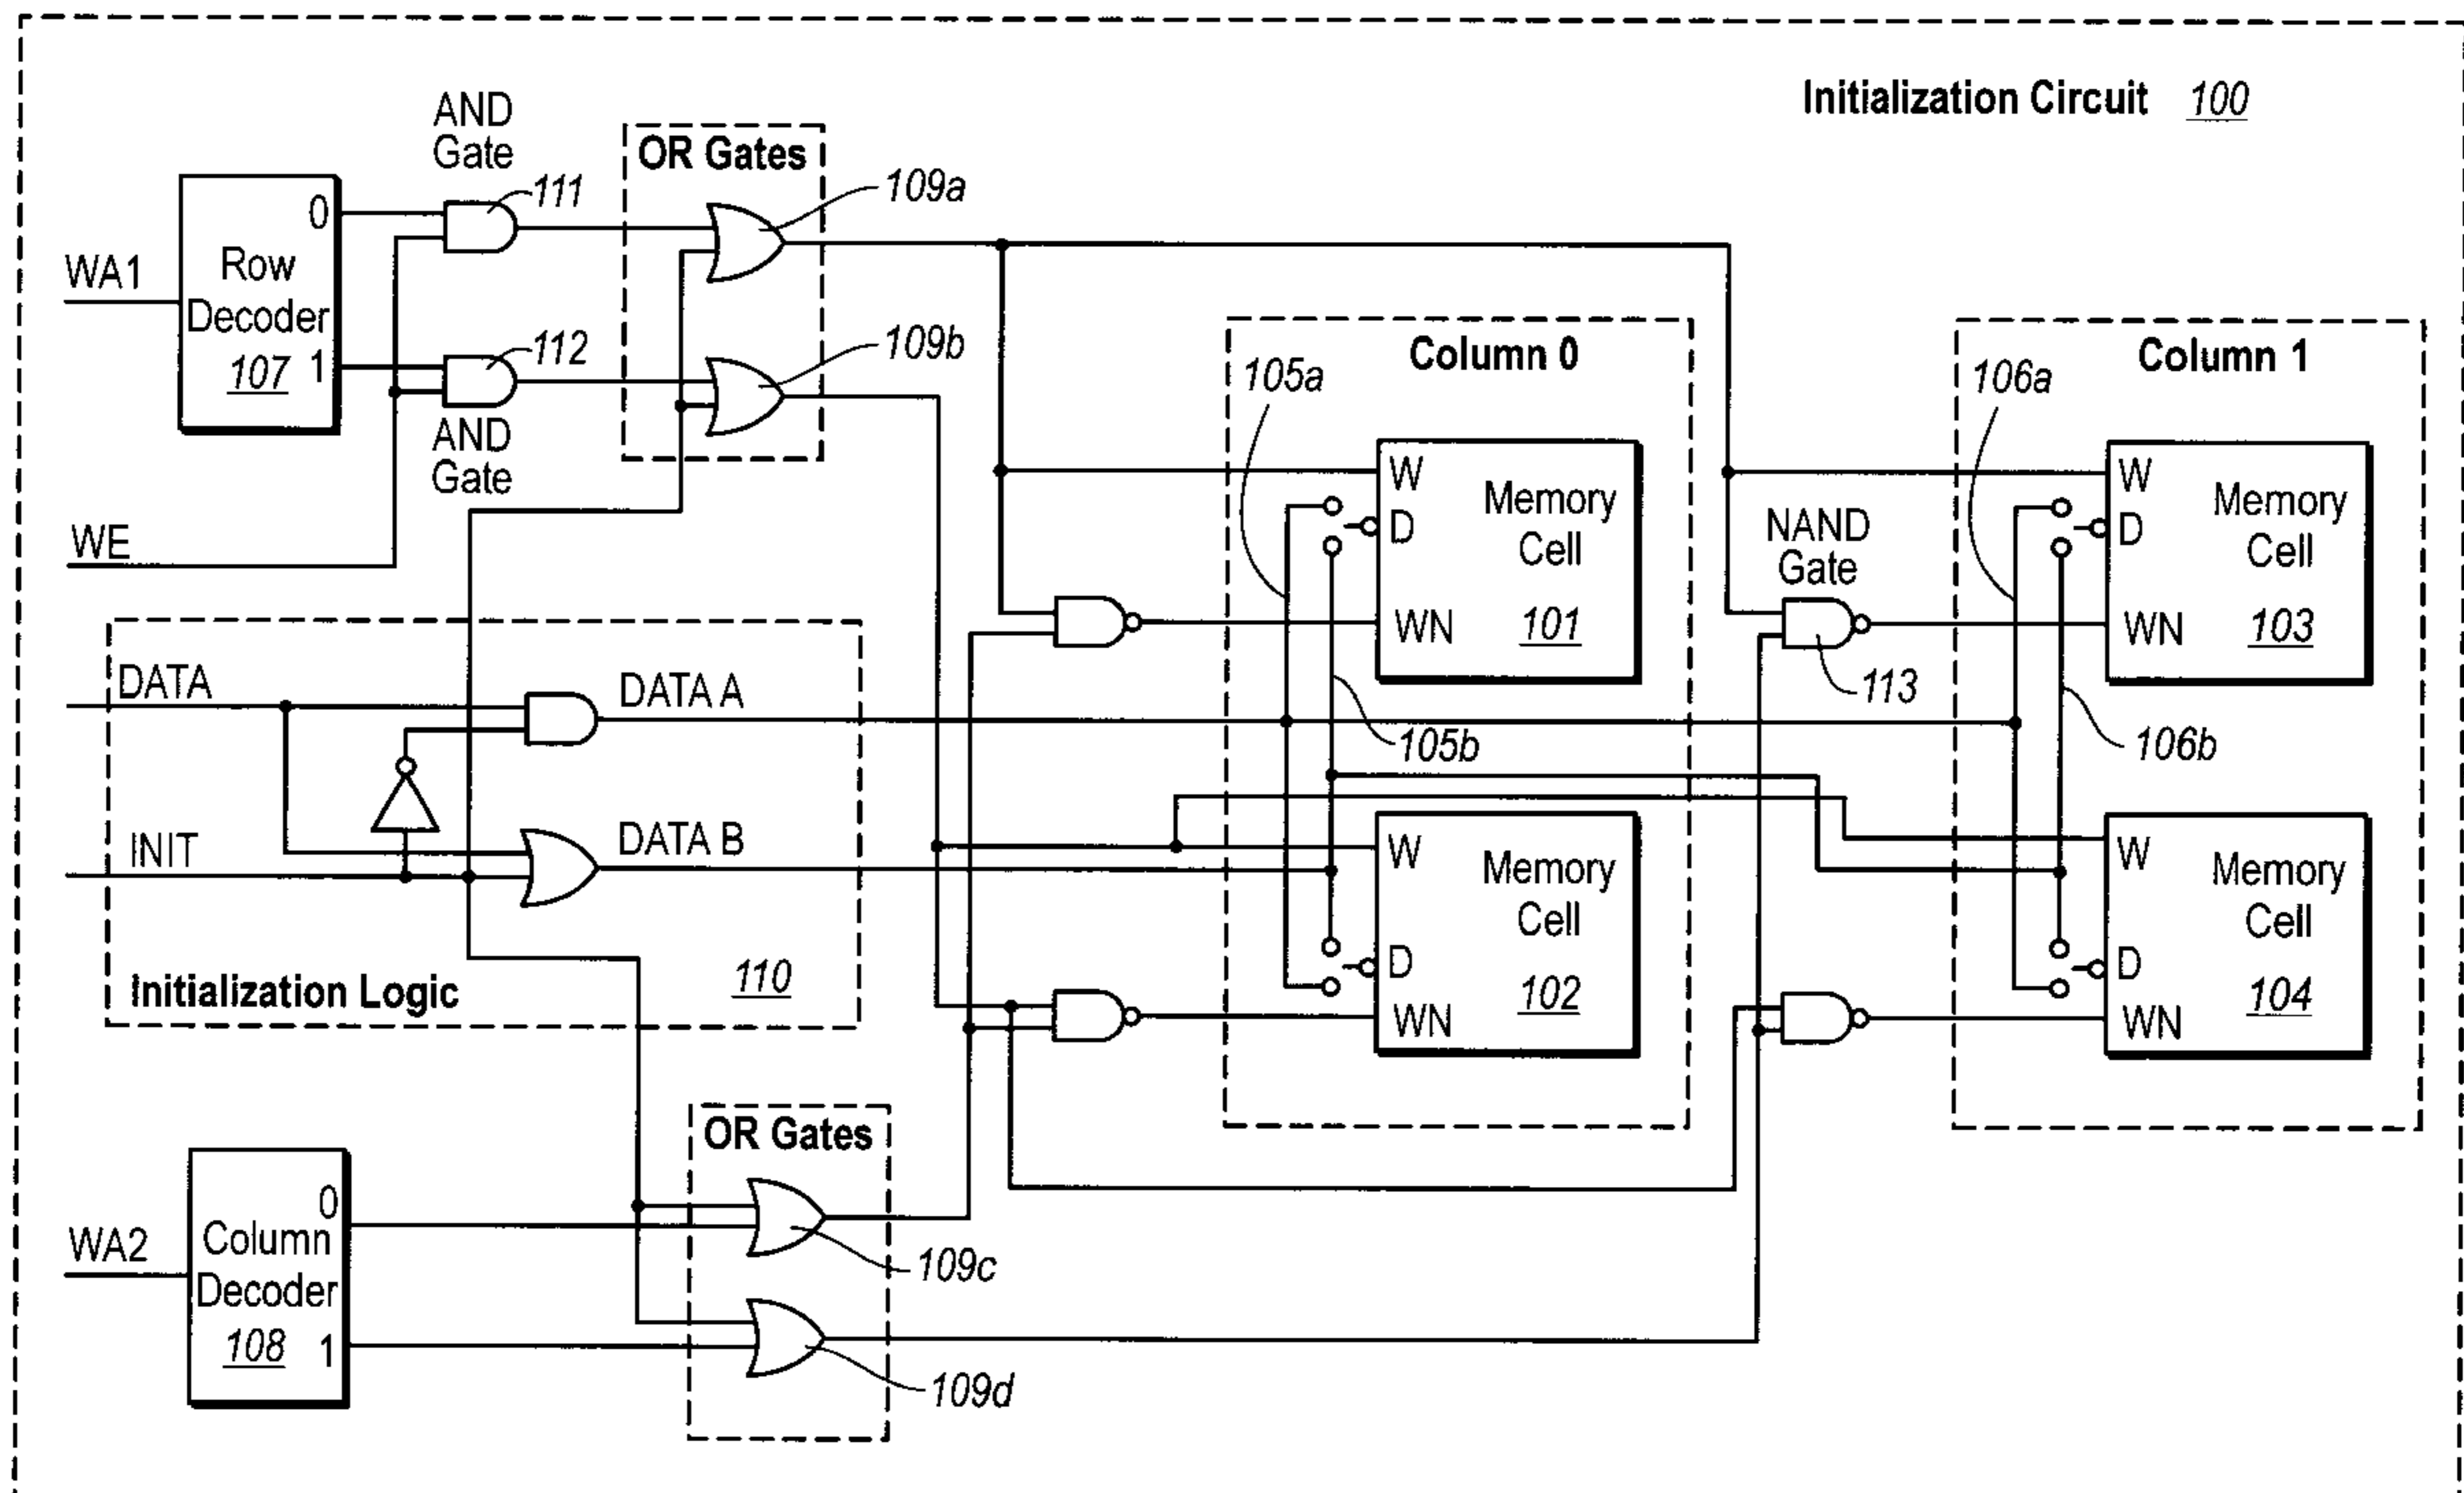 Initialization Circuit 100
AND
Gate
111
OR Gates
109a
WA1
0
Row
Decoder
107
1
112
AND
Gate
109b
WE
Column 0
105a
W
D
WN
Memory
Cell
101
105b
W
D
WN
Memory
Cell
102
Column 1
106a
NAND
Gate
113
W
D
WN
Memory
Cell
103
106b
W
D
WN
Memory
Cell
104
DATA
DATA A
INIT
DATA B
Initialization Logic
110
OR Gates
WA2
0
Column
Decoder
108
1
109c
109d